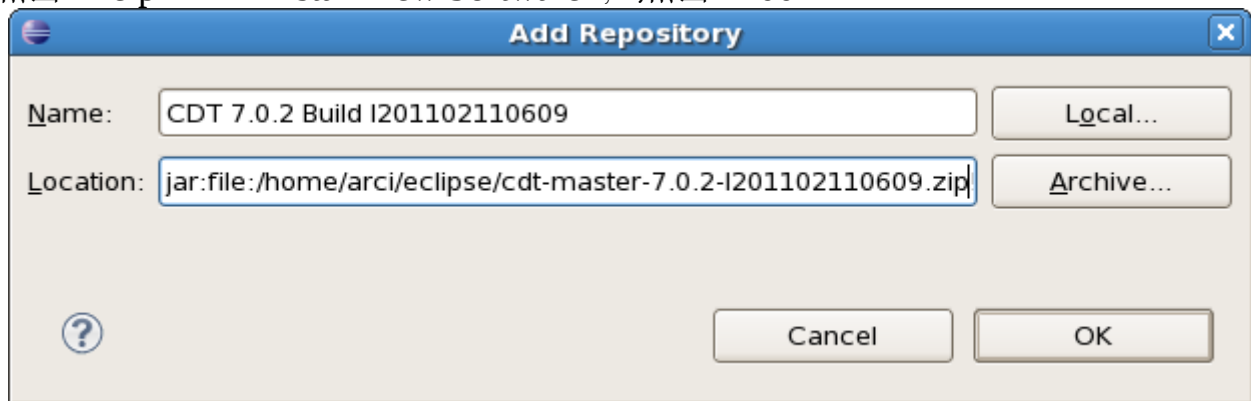 Add Repository
Name: CDT 7.0.2 Build I201102110609 Local...
Location: jar:file:/home/arci/eclipse/cdt-master-7.0.2-I201102110609.zip Archive...
? Cancel OK